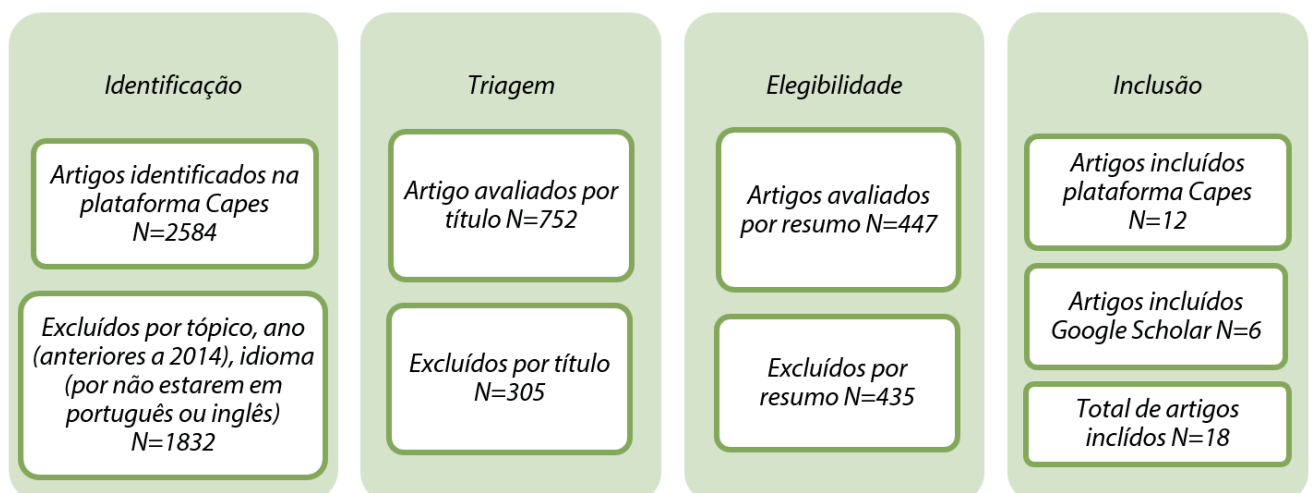 Identificação
Artigos identificados na
plataforma Capes
N=2584
Excluídos por tópico, ano
(anteriores a 2014), idioma
(por não estarem em
português ou inglês)
N=1832
Triagem
Artigo avaliados por
título N=752
Excluídos por título
N=305
Elegibilidade
Artigos avaliados
por resumo N=447
Excluídos por
resumo N=435
Inclusão
Artigos incluídos
plataforma Capes
N=12
Artigos incluídos
Google Scholar N=6
Total de artigos
inclídos N=18